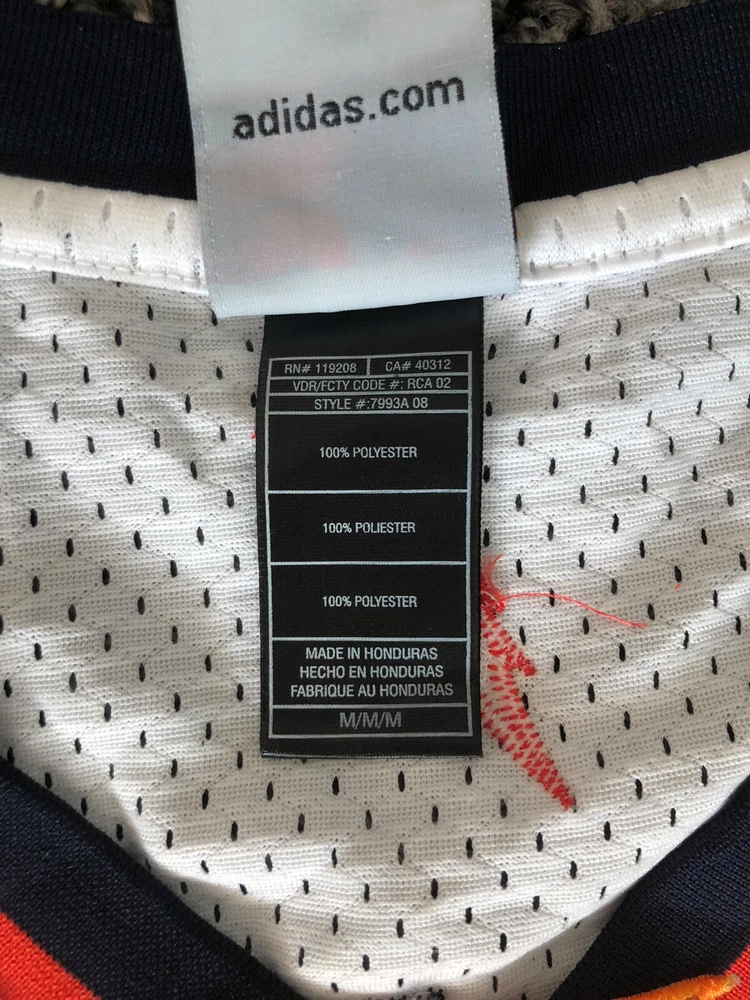 adidas.com
RN# 119208 CA# 40312
VDR/FCTY CODE #: RCA 02
STYLE #:7993A 08
100% POLYESTER
100% POLIESTER
100% POLYESTER
MADE IN HONDURAS
HECHO EN HONDURAS
FABRIQUE AU HONDURAS
M/M/M